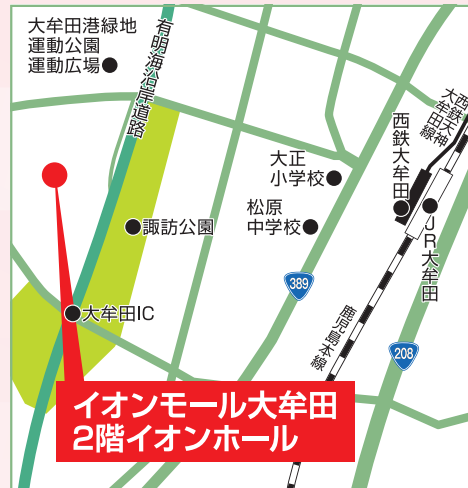 大牟田港緑地
運動公園
運動広場
有明海沿岸道路
西鉄天神
大牟田線
西鉄大牟田
JR大牟田
大正
小学校
松原
中学校
諏訪公園
389
大牟田IC
鹿児島本線
208
イオンモール大牟田
2階イオンホール